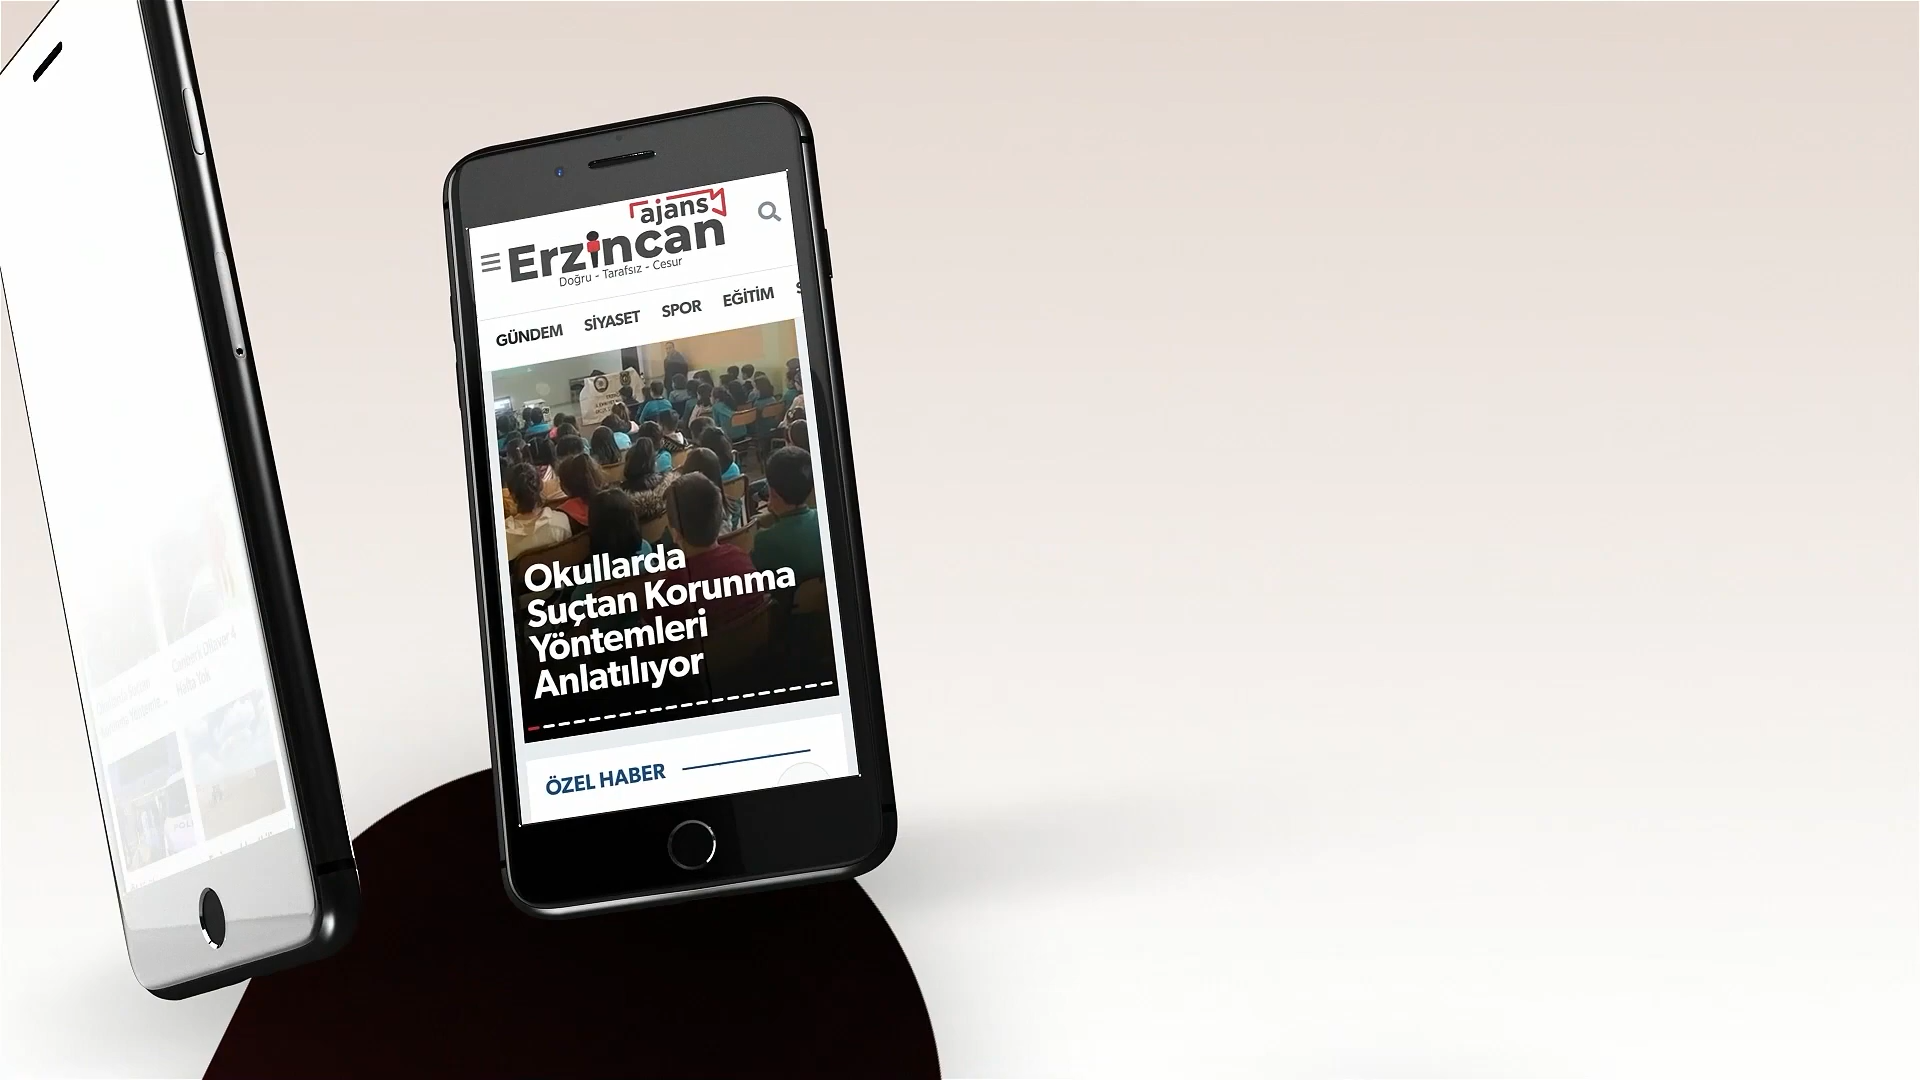 ajans
Erzincan
Doğru - Tarafsız - Cesur
GÜNDEM SİYASET SPOR EĞİTİM
Okullarda
Suçtan Korunma
Yöntemleri
Anlatılıyor
ÖZEL HABER